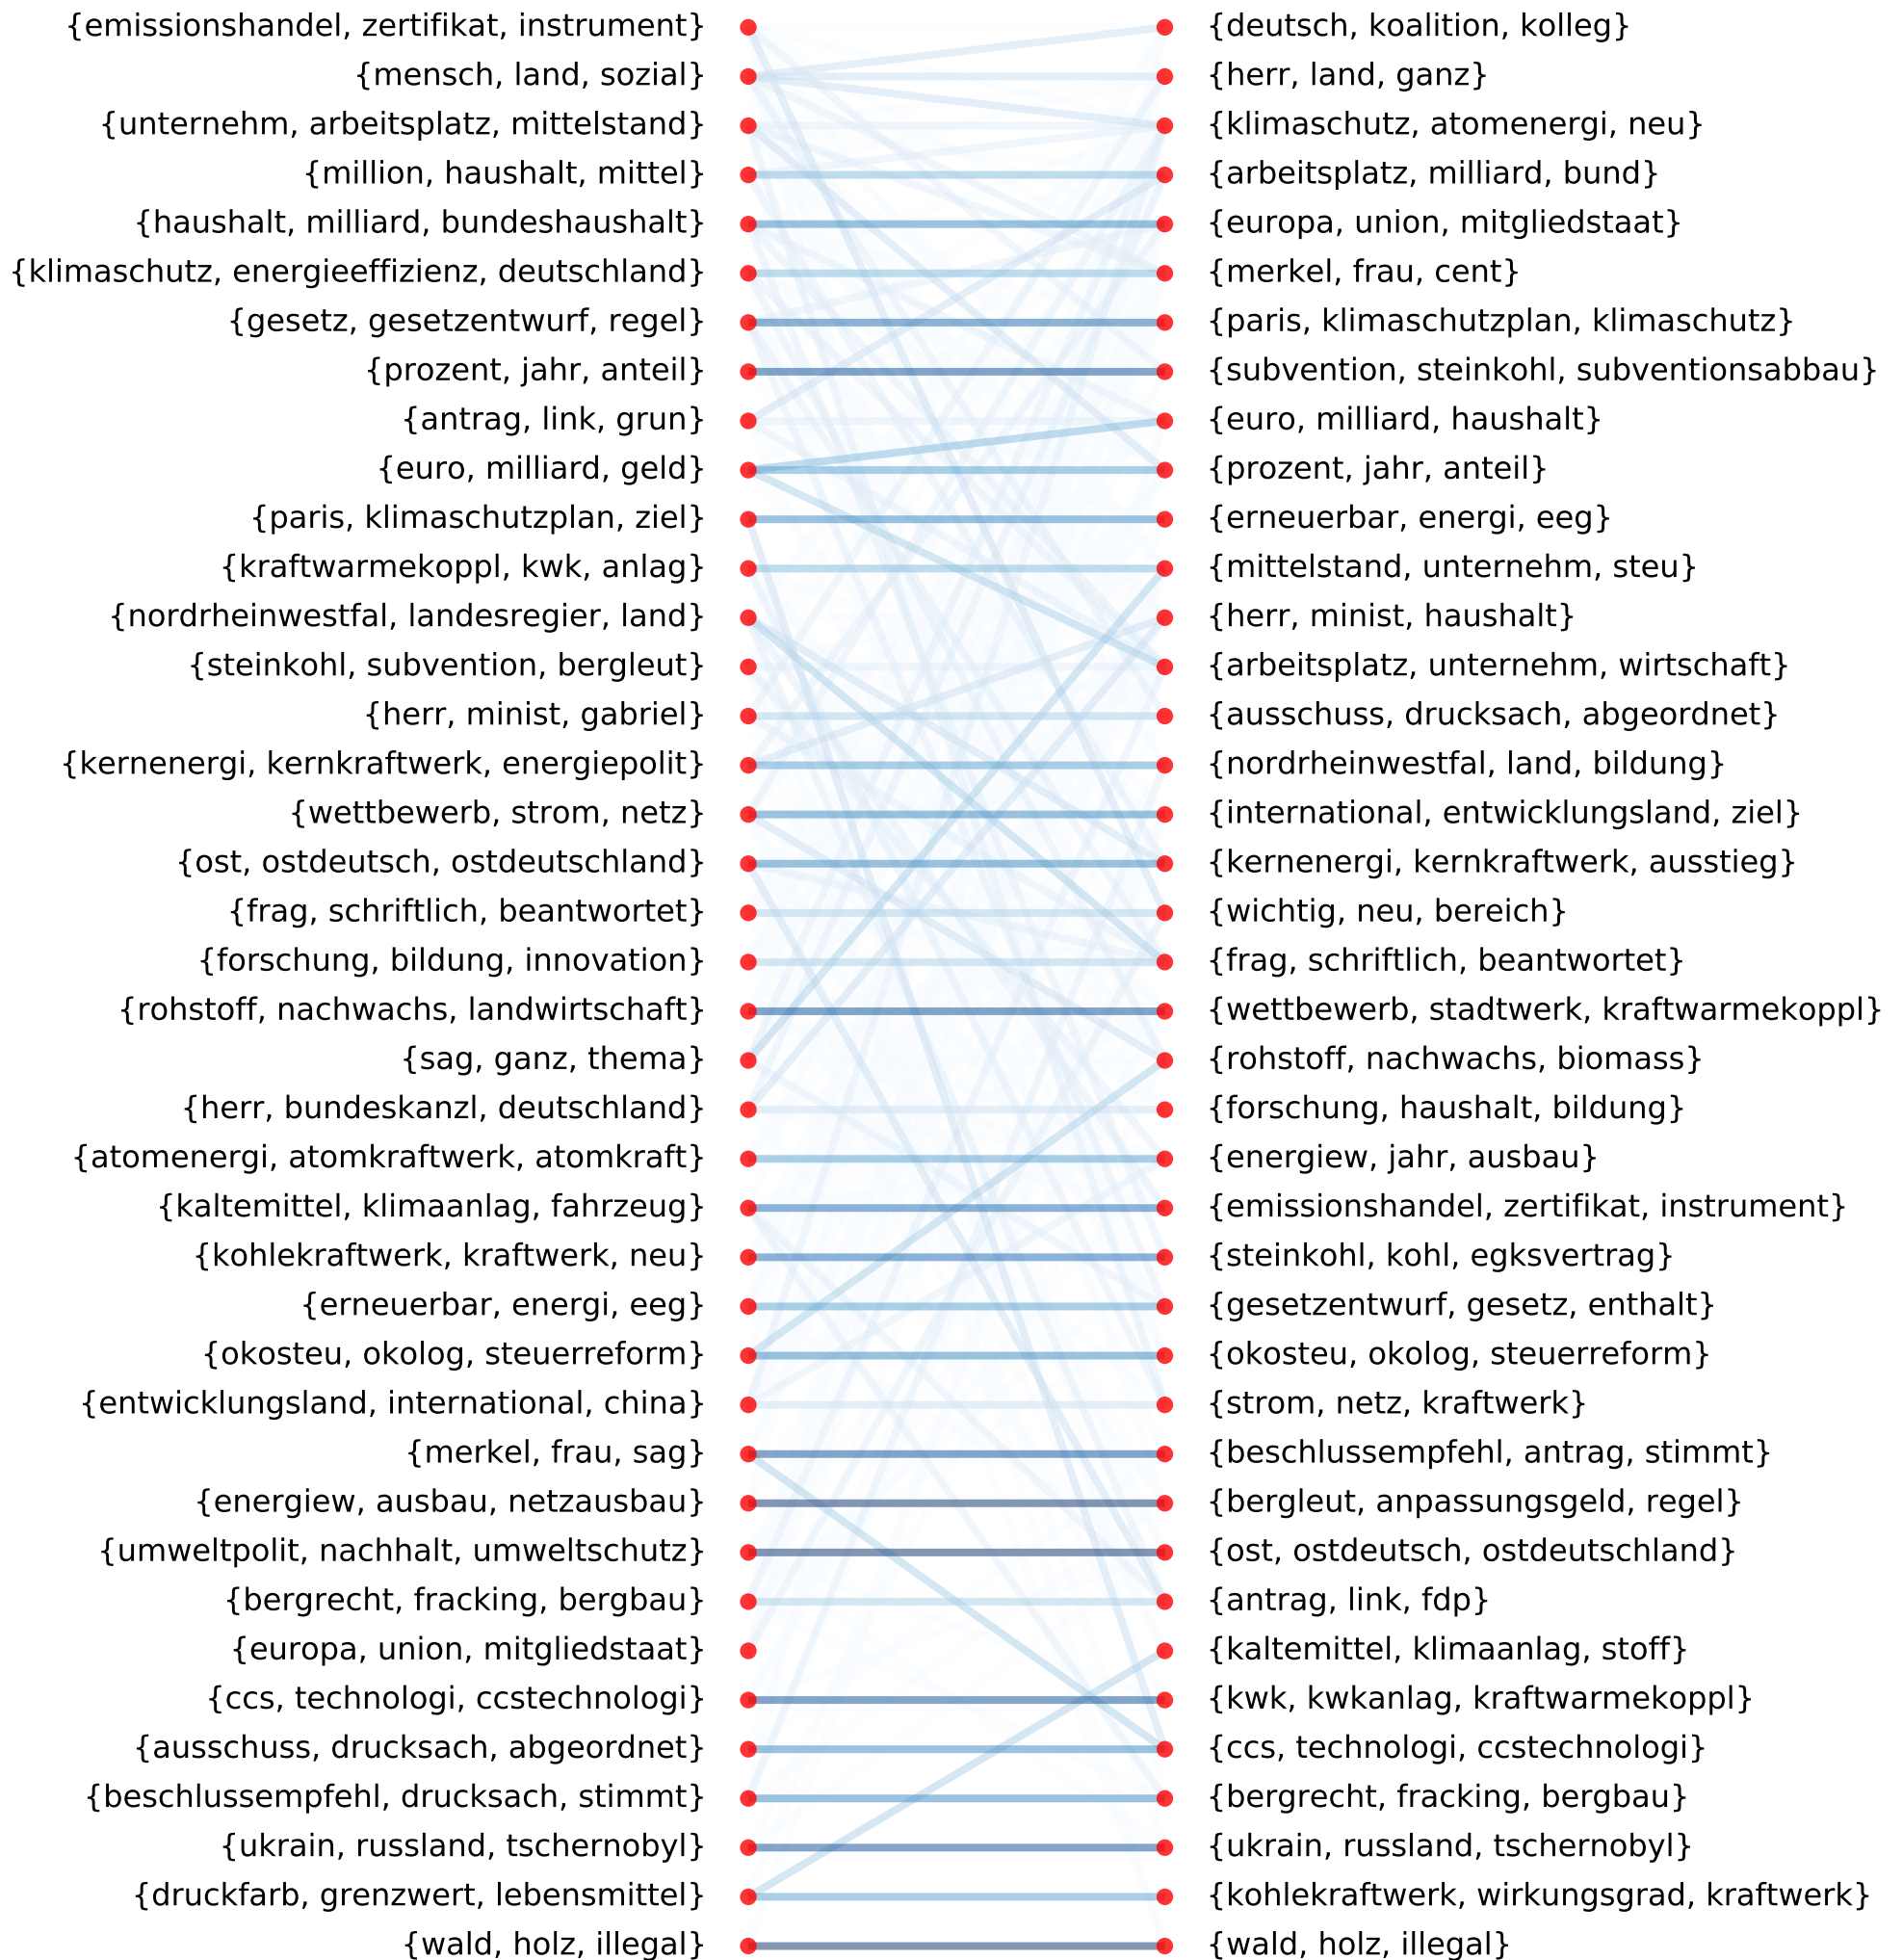 {emissionshandel, zertifikat, instrument} {deutsch, koalition, kolleg}
{mensch, land, sozial} {herr, land, ganz}
{unternehm, arbeitsplatz, mittelstand} {klimaschutz, atomenergi, neu}
{million, haushalt, mittel} {arbeitsplatz, milliard, bund}
{haushalt, milliard, bundeshaushalt} {europa, union, mitgliedstaat}
{klimaschutz, energieeffizienz, deutschland} {merkel, frau, cent}
{gesetz, gesetzentwurf, regel} {paris, klimaschutzplan, klimaschutz}
{prozent, jahr, anteil} {subvention, steinkohl, subventionsabbau}
{antrag, link, grun} {euro, milliard, haushalt}
{euro, milliard, geld} {prozent, jahr, anteil}
{paris, klimaschutzplan, ziel} {erneuerbar, energi, eeg}
{kraftwarmekoppl, kwk, anlag} {mittelstand, unternehm, steu}
{nordrheinwestfal, landesregier, land} {herr, minist, haushalt}
{steinkohl, subvention, bergleut} {arbeitsplatz, unternehm, wirtschaft}
{herr, minist, gabriel} {ausschuss, drucksach, abgeordnet}
{kernenergi, kernkraftwerk, energiepolit} {nordrheinwestfal, land, bildung}
{wettbewerb, strom, netz} {international, entwicklungsland, ziel}
{ost, ostdeutsch, ostdeutschland} {kernenergi, kernkraftwerk, ausstieg}
{frag, schriftlich, beantwortet} {wichtig, neu, bereich}
{forschung, bildung, innovation} {frag, schriftlich, beantwortet}
{rohstoff, nachwachs, landwirtschaft} {wettbewerb, stadtwerk, kraftwarmekoppl}
{sag, ganz, thema} {rohstoff, nachwachs, biomass}
{herr, bundeskanzl, deutschland} {forschung, haushalt, bildung}
{atomenergi, atomkraftwerk, atomkraft} {energiew, jahr, ausbau}
{kaltemittel, klimaanlag, fahrzeug} {emissionshandel, zertifikat, instrument}
{kohlekraftwerk, kraftwerk, neu} {steinkohl, kohl, egksvertrag}
{erneuerbar, energi, eeg} {gesetzentwurf, gesetz, enthalt}
{okosteu, okolog, steuerreform} {okosteu, okolog, steuerreform}
{entwicklungsland, international, china} {strom, netz, kraftwerk}
{merkel, frau, sag} {beschlussempfehl, antrag, stimmt}
{energiew, ausbau, netzausbau} {bergleut, anpassungsgeld, regel}
{umweltpolit, nachhalt, umweltschutz} {ost, ostdeutsch, ostdeutschland}
{bergrecht, fracking, bergbau} {antrag, link, fdp}
{europa, union, mitgliedstaat} {kaltemittel, klimaanlag, stoff}
{ccs, technologi, ccstechnologi} {kwk, kwkanlag, kraftwarmekoppl}
{ausschuss, drucksach, abgeordnet} {ccs, technologi, ccstechnologi}
{beschlussempfehl, drucksach, stimmt} {bergrecht, fracking, bergbau}
{ukrain, russland, tschernobyl} {ukrain, russland, tschernobyl}
{druckfarb, grenzwert, lebensmittel} {kohlekraftwerk, wirkungsgrad, kraftwerk}
{wald, holz, illegal} {wald, holz, illegal}